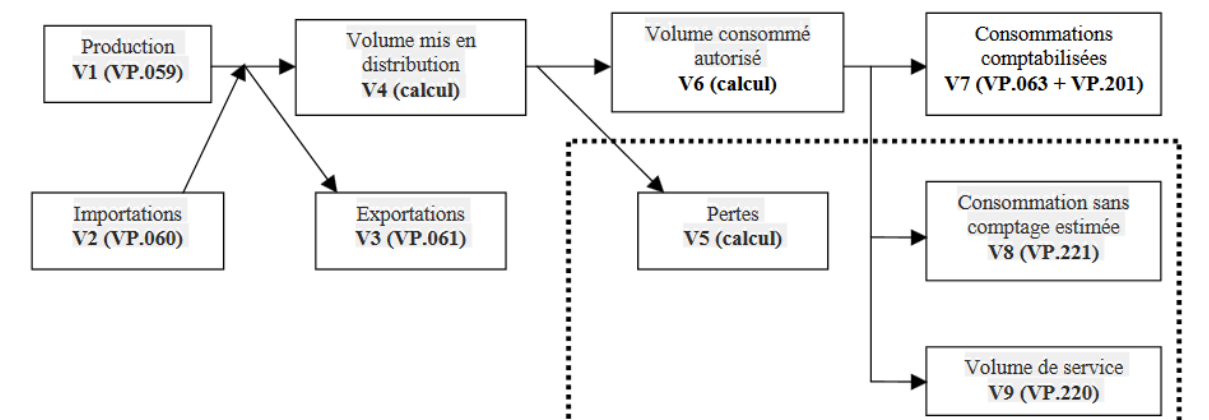 Production
V1 (VP.059)
Volume mis en
distribution
V4 (calcul)
Volume consommé
autorisé
V6 (calcul)
Consommations
comptabilisées
V7 (VP.063 + VP.201)
Importations
V2 (VP.060)
Exportations
V3 (VP.061)
Pertes
V5 (calcul)
Consommation sans
comptage estimée
V8 (VP.221)
Volume de service
V9 (VP.220)